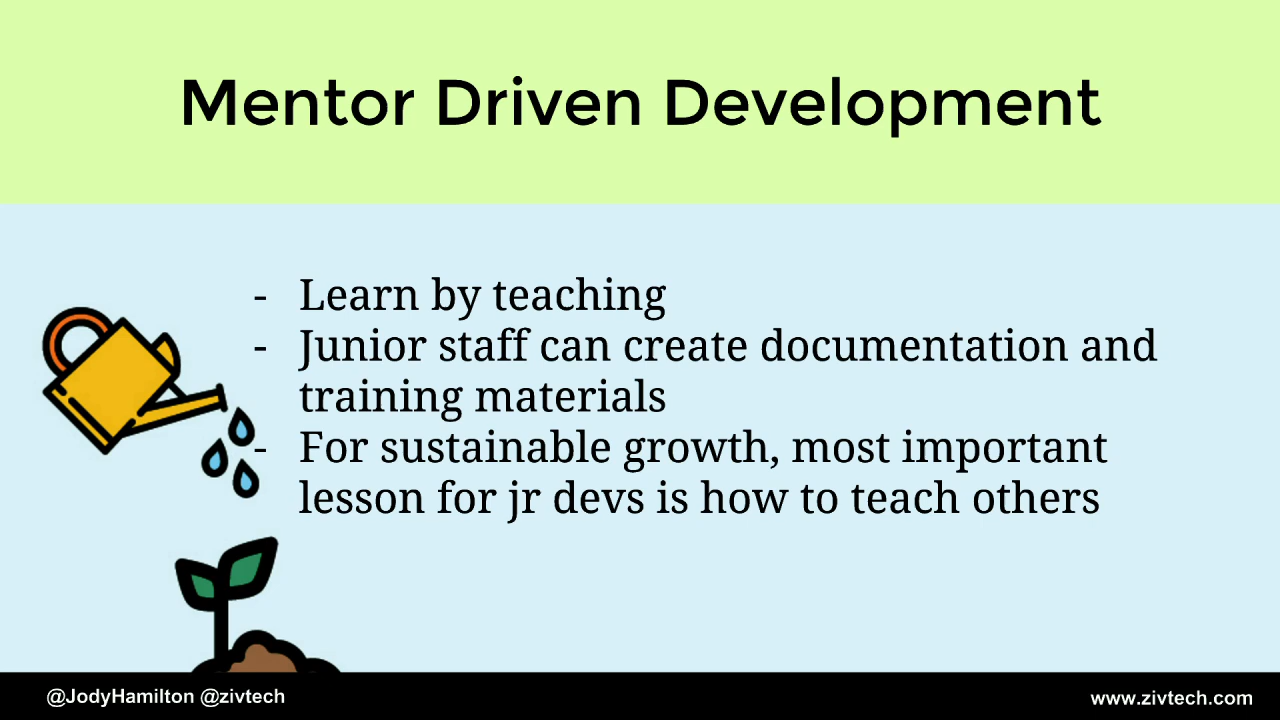 Mentor Driven Development
- Learn by teaching
- Junior staff can create documentation and
training materials
- For sustainable growth, most important
lesson for jr devs is how to teach others
@JodyHamilton @zivtech
www.zivtech.com